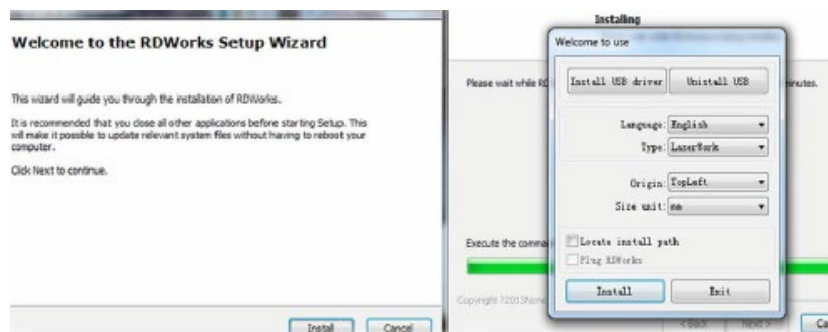 Welcome to the RDWorks Setup Wizard
This wizard will guide you through the installation of RDWorks.
It is recommended that you close all other applications before starting Setup. This
will make it possible to update relevant system files without having to reboot your
computer.
Click Next to continue.
Install Cancel
Installing
Welcome to use
Please wait while RD
minutes.
Install USB driver Unistall USB
Language: English
Type: LaserWork
Origin: TopLeft
Size unit: mm
Locate install path
Plug RDWorks
Execute the comma
Install Exit
< Back Next > Ca